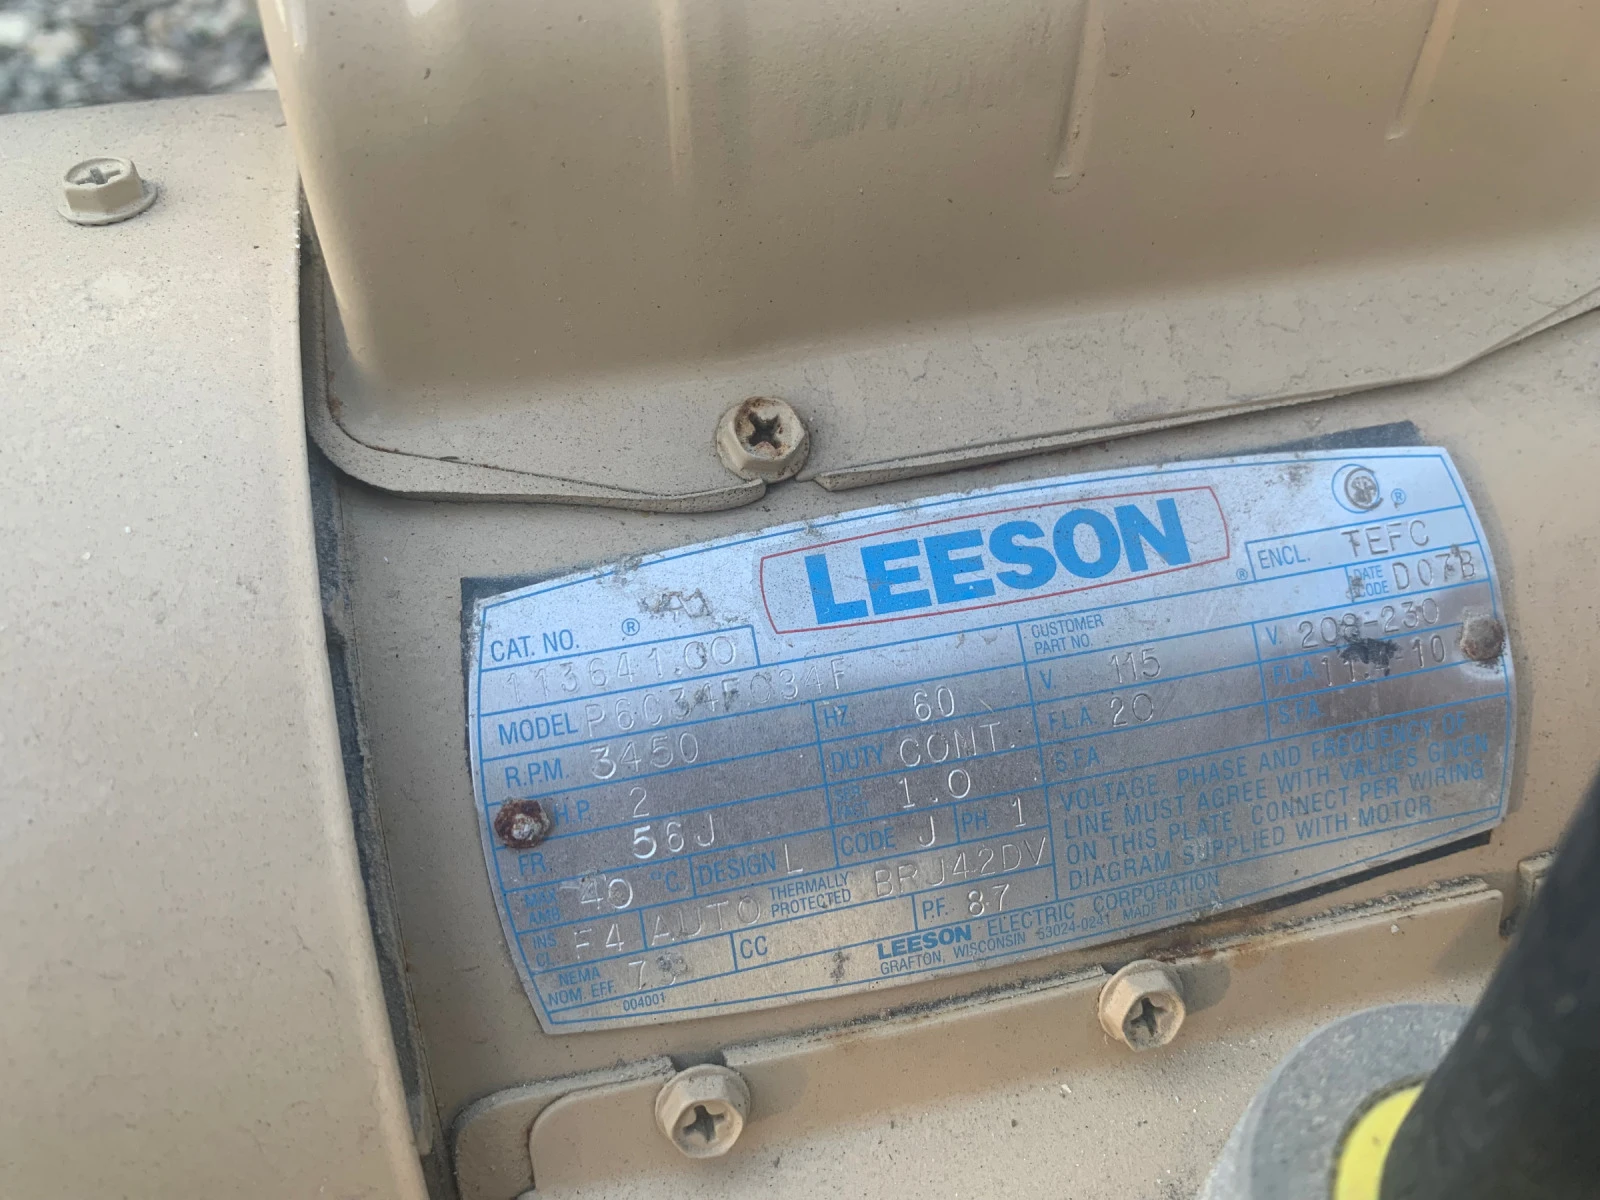 LEESON ®
®
ENCL. TEFC
DATE CODE D07B
CAT. NO. 113641.00
CUSTOMER PART NO.
MODEL P6C34F034F
V. 115
V. 208-230
R.P.M. 3450
HZ. 60
F.L.A. 20
F.L.A. 10
H.P. 2
DUTY CONT.
S.F.A.
S.F.A.
FR. 56J
1.0
MAX. AMB. 40 °C.
DESIGN L
CODE J
PH. 1
INS. CL. F4
AUTO
THERMALLY PROTECTED BRJ42DV
NEMA NOM. EFF.
CC
P.F. 87
VOLTAGE, PHASE AND FREQUENCY OF
LINE MUST AGREE WITH VALUES GIVEN
ON THIS PLATE. CONNECT PER WIRING
DIAGRAM SUPPLIED WITH MOTOR.
004001
LEESON ELECTRIC CORPORATION
GRAFTON, WISCONSIN 53024-0241 MADE IN U.S.A.